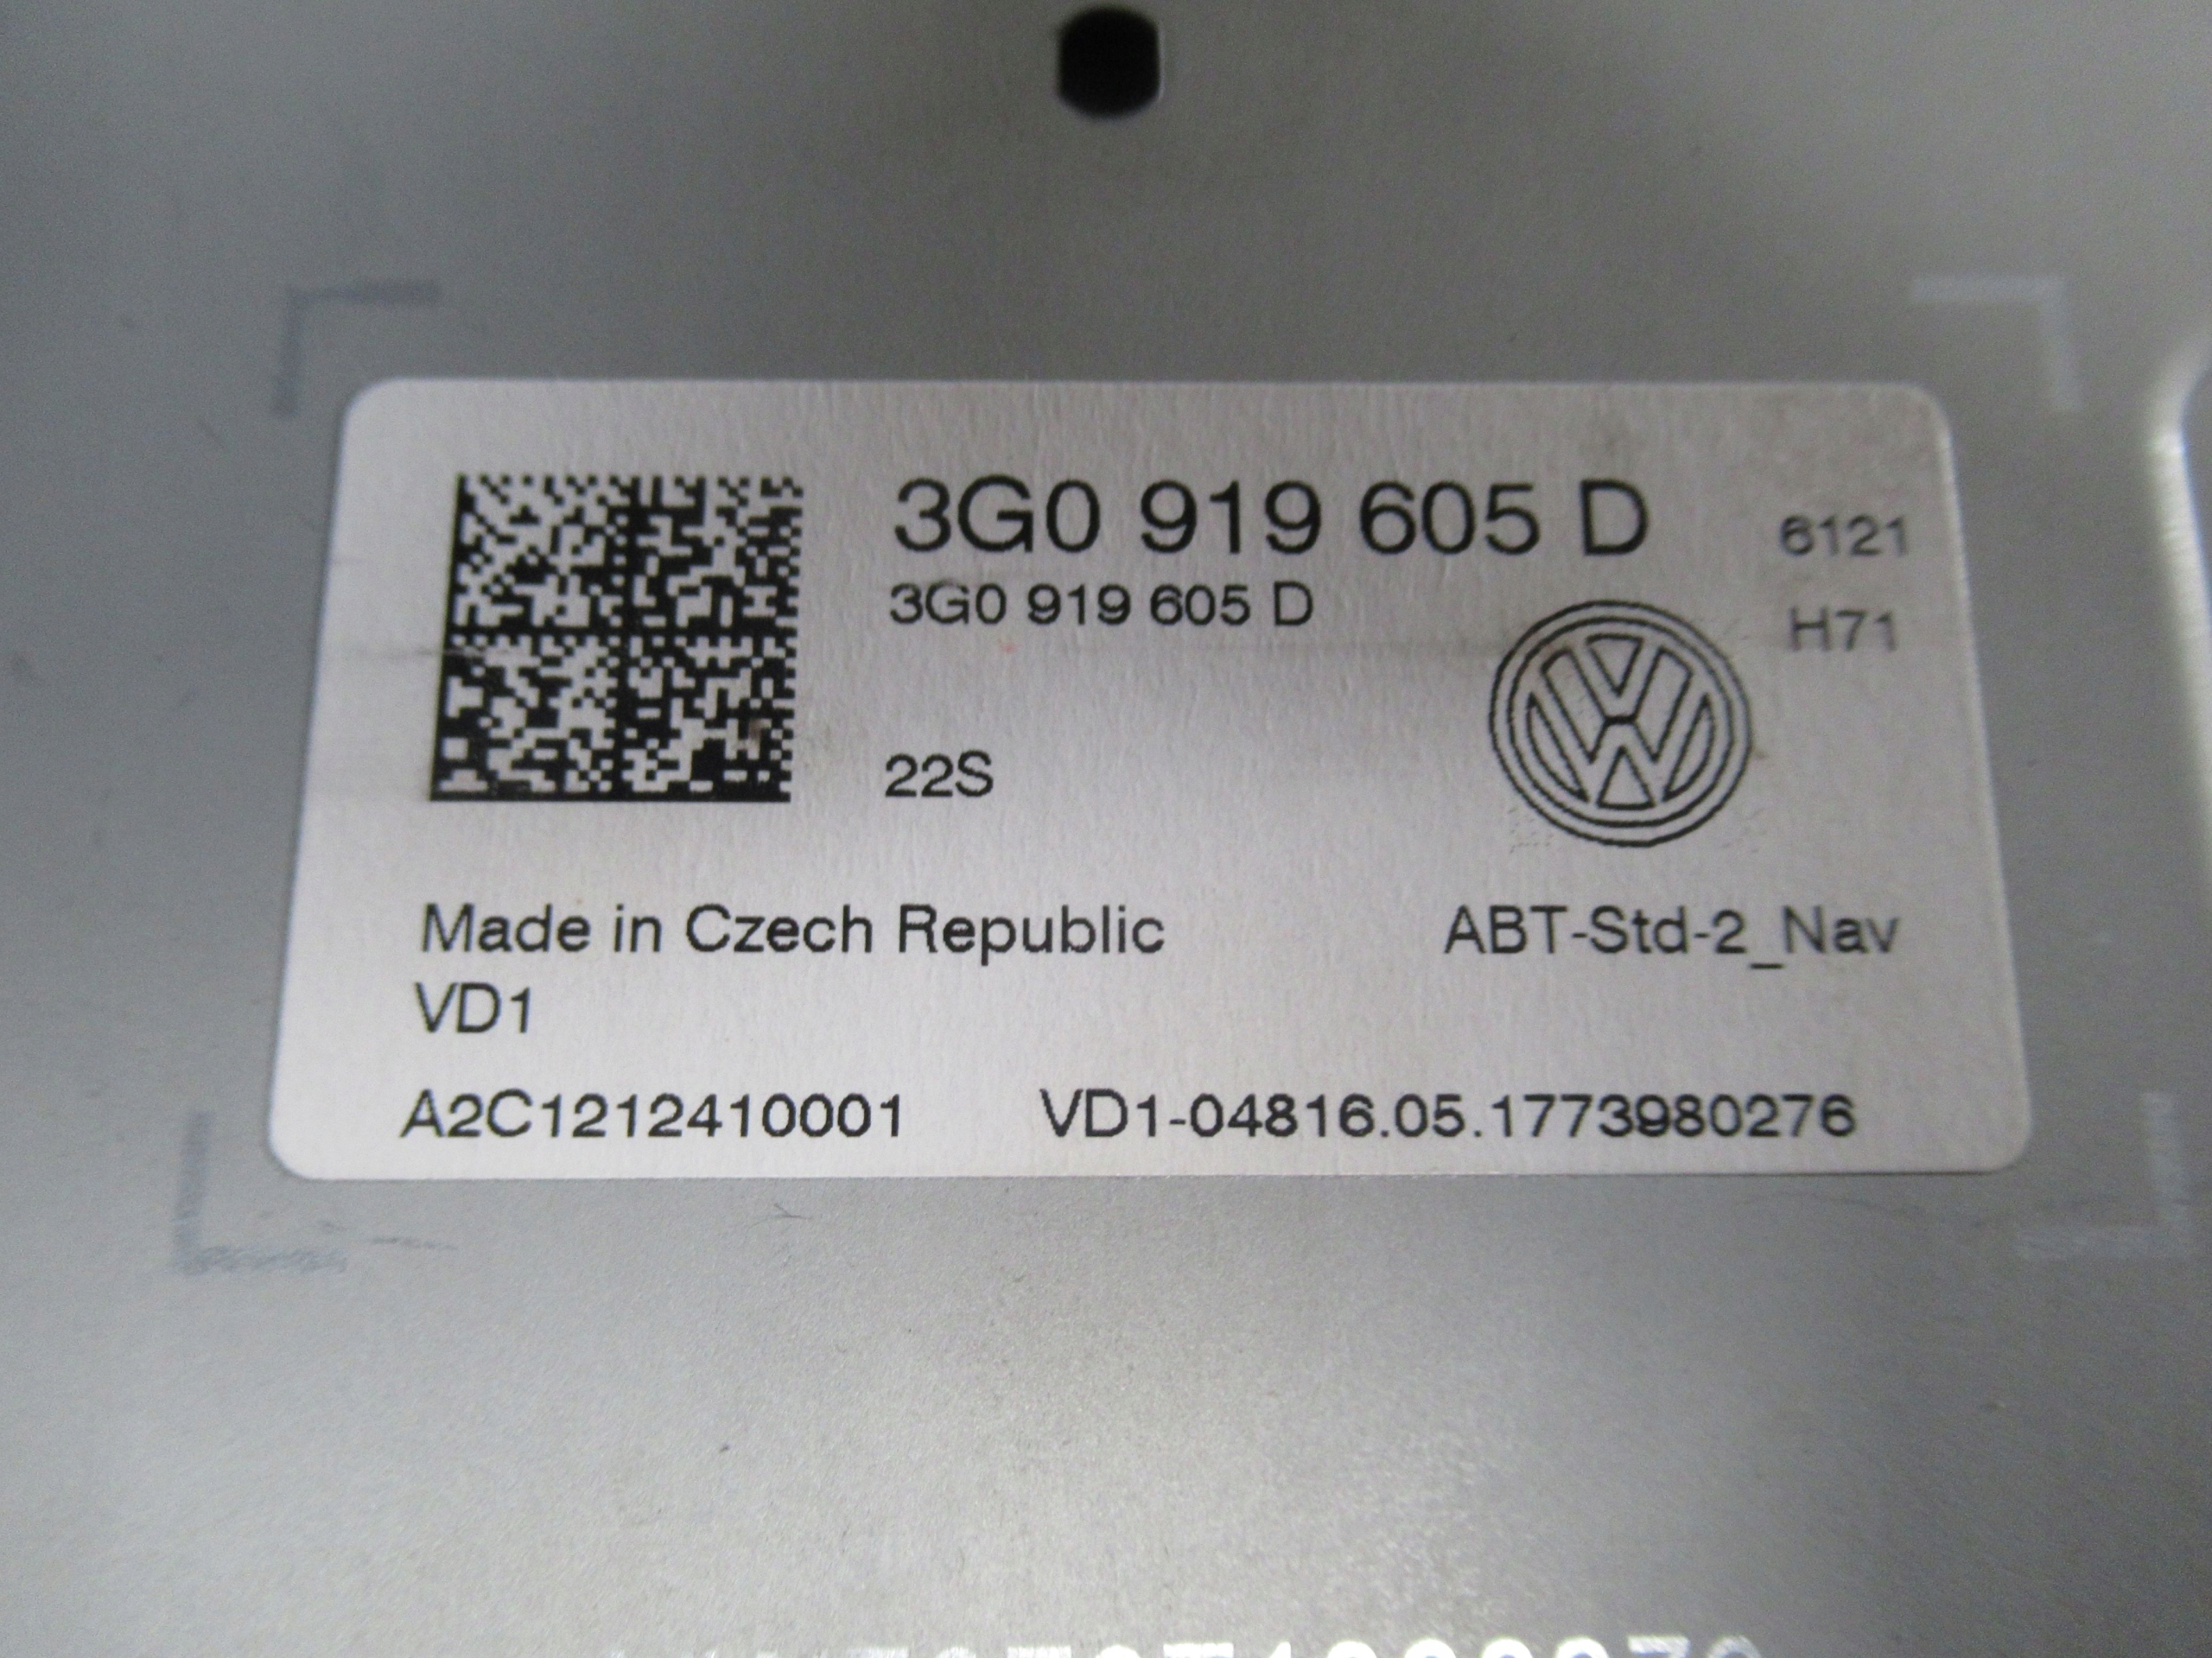 3G0 919 605 D 6121
3G0 919 605 D H71
22S
Made in Czech Republic ABT-Std-2_Nav
VD1
A2C1212410001 VD1-04816.05.1773980276